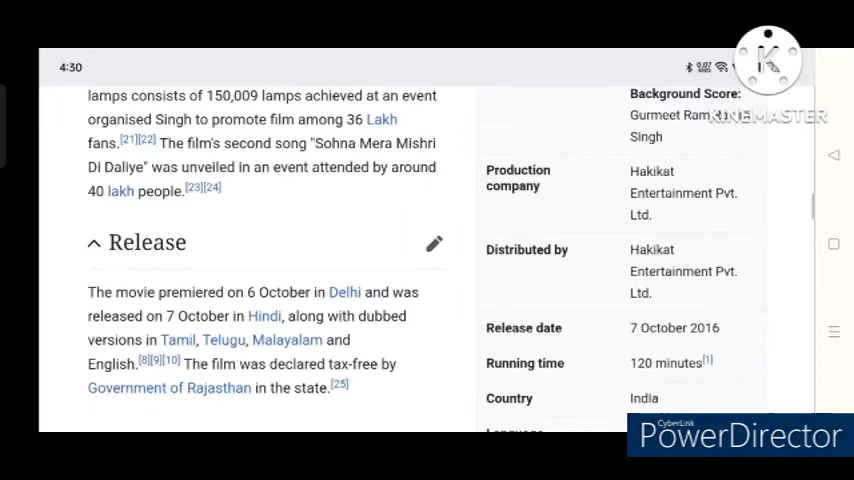 4:30
lamps consists of 150,009 lamps achieved at an event
organised Singh to promote film among 36 Lakh
fans.[21][22] The film's second song "Sohna Mera Mishri
Di Daliye" was unveiled in an event attended by around
40 lakh people.[23][24]
Release
The movie premiered on 6 October in Delhi and was
released on 7 October in Hindi, along with dubbed
versions in Tamil, Telugu, Malayalam and
English.[8][9][10] The film was declared tax-free by
Government of Rajasthan in the state.[25]
Background Score:
Gurmeet Ram
Singh
Production
company
Hakikat
Entertainment Pvt.
Ltd.
Distributed by
Hakikat
Entertainment Pvt.
Ltd.
Release date
7 October 2016
Running time
120 minutes[1]
Country
India
K
KINEMASTER
CyberLink
PowerDirector